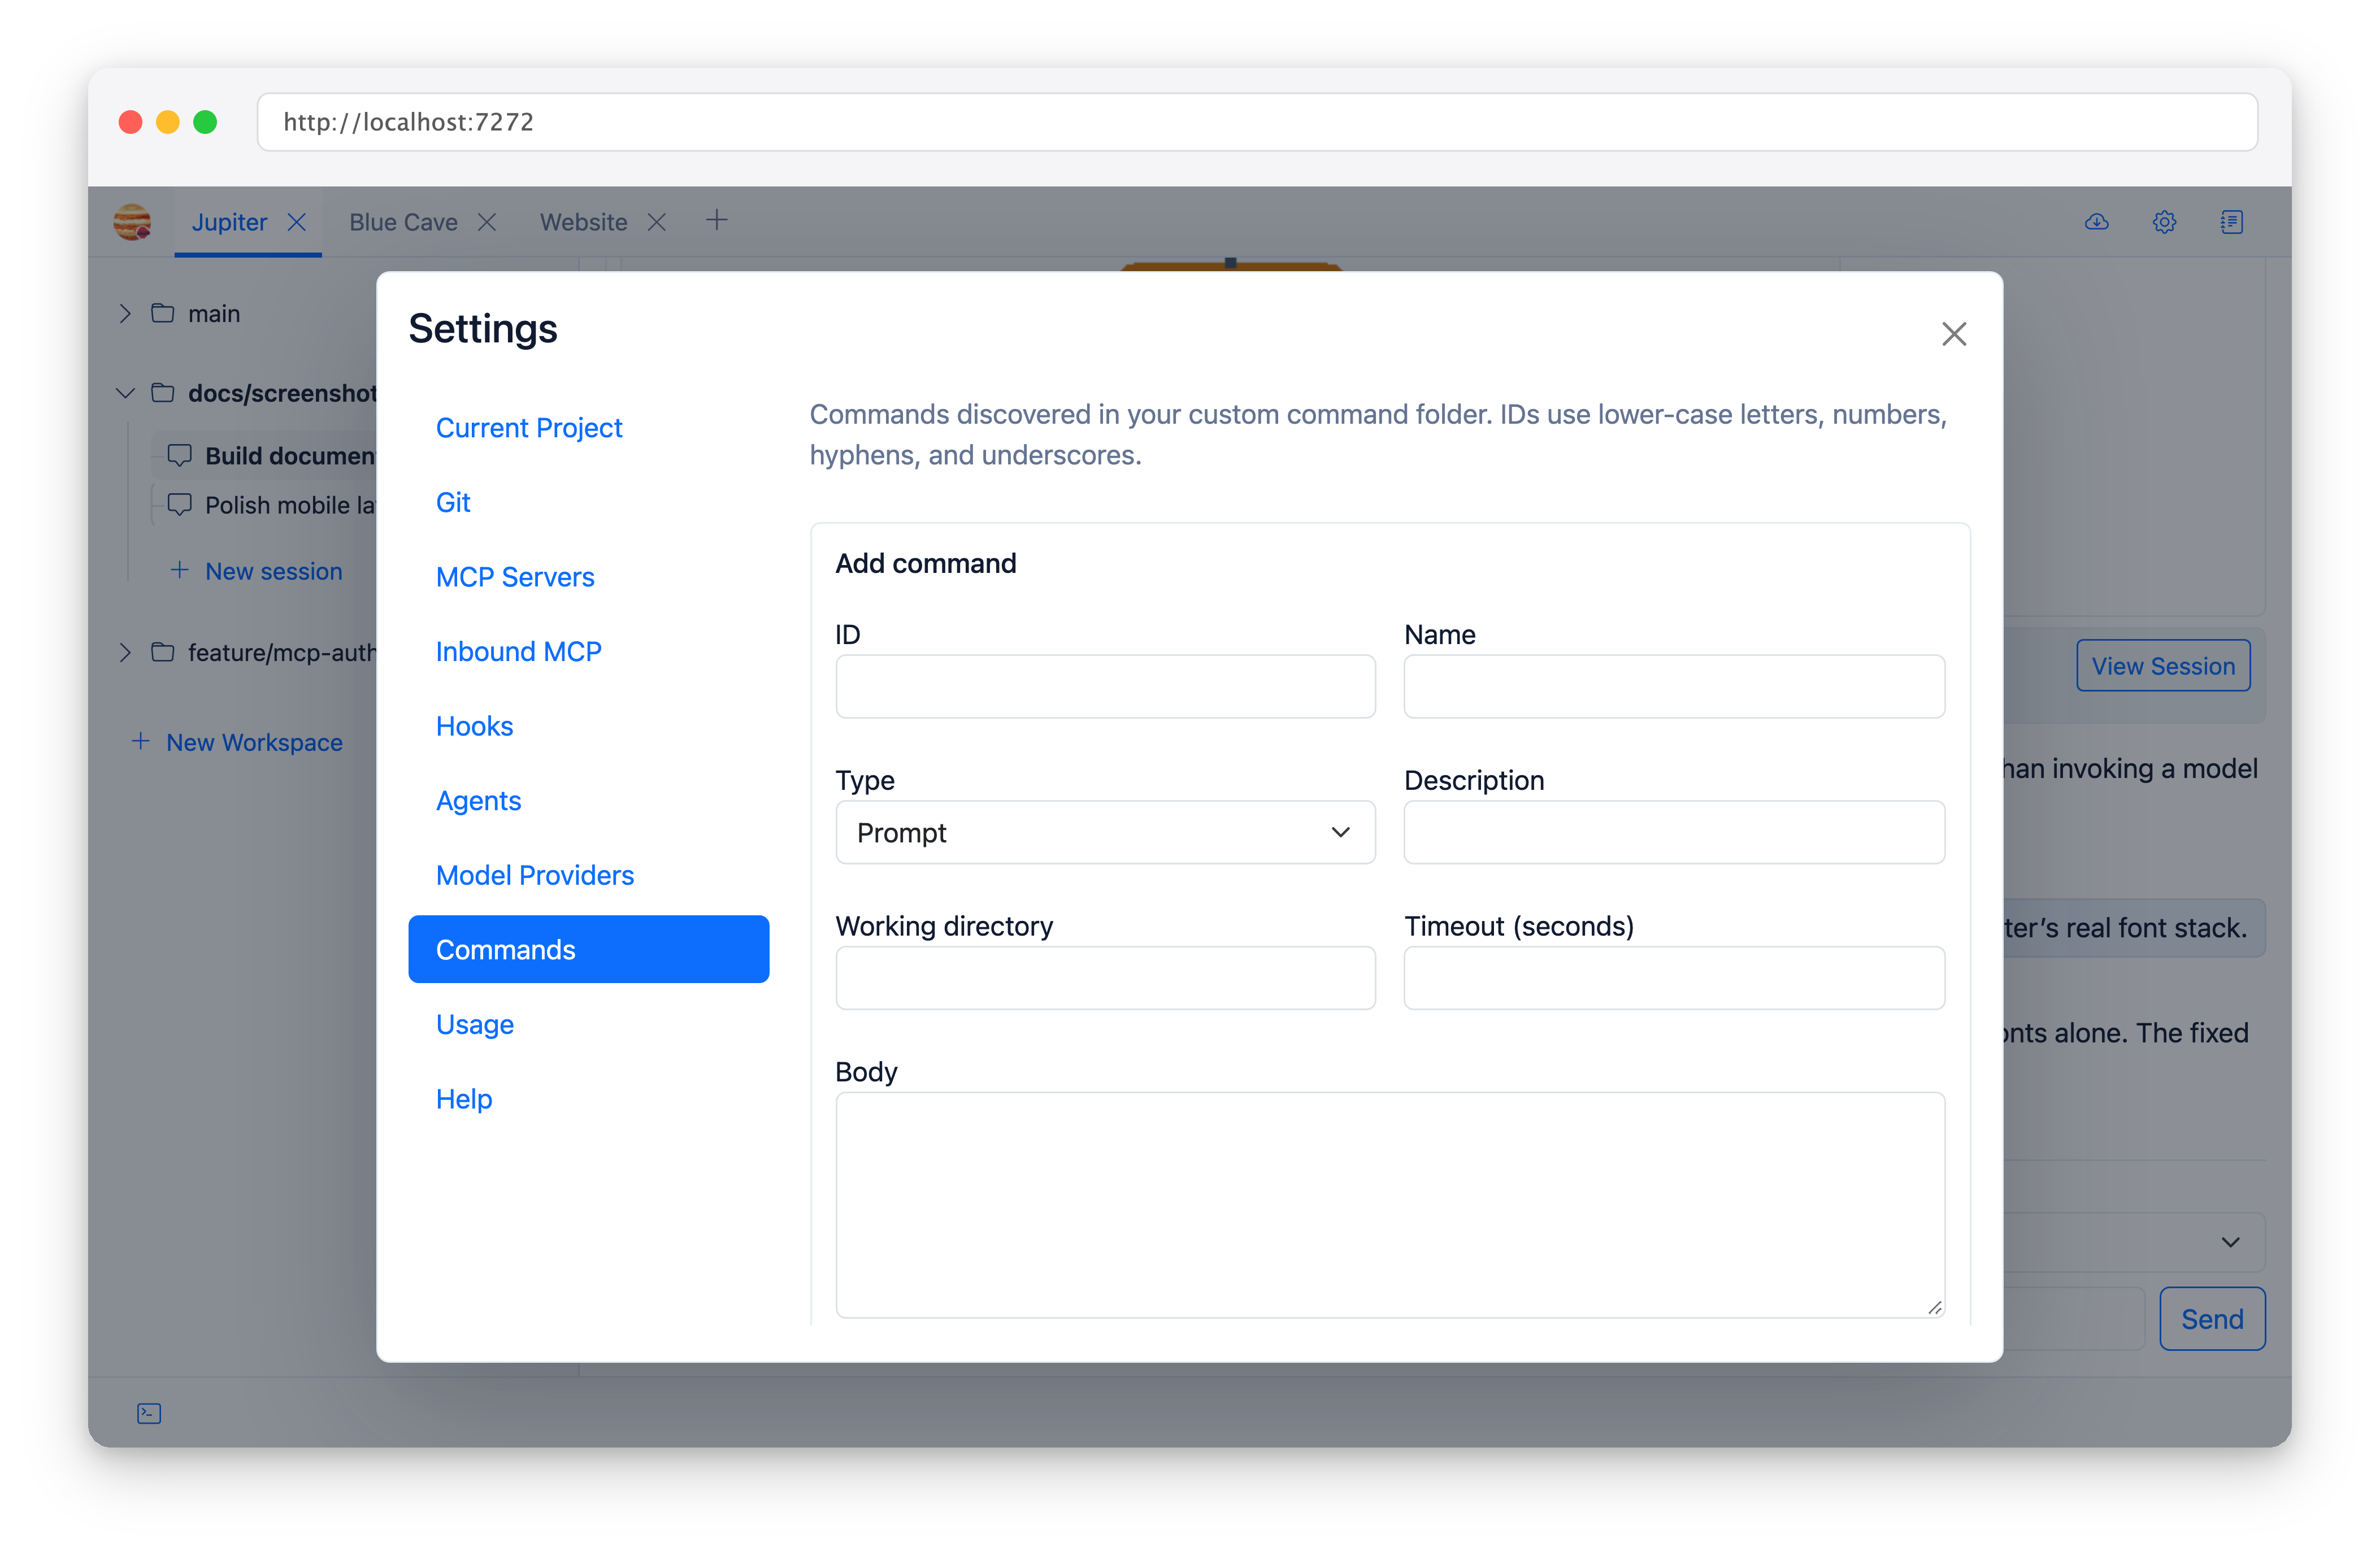 http://localhost:7272
Jupiter
Blue Cave
Website
main
docs/screenshot
Build document
Polish mobile la
New session
feature/mcp-auth
New Workspace
Settings
Current Project
Git
MCP Servers
Inbound MCP
Hooks
Agents
Model Providers
Commands
Usage
Help
Commands discovered in your custom command folder. IDs use lower-case letters, numbers,
hyphens, and underscores.
Add command
ID
Name
Type
Prompt
Description
Working directory
Timeout (seconds)
Body
View Session
han invoking a model
ter's real font stack.
onts alone. The fixed
Send